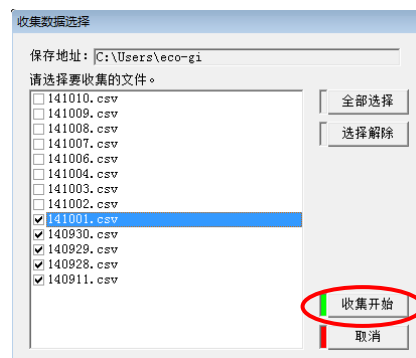 收集数据选择
保存地址: C:\Users\eco-gi
请选择要收集的文件。
141010.csv
141009.csv
141008.csv
141007.csv
141006.csv
141004.csv
141003.csv
141002.csv
141001.csv
140930.csv
140929.csv
140928.csv
140911.csv
全部选择
选择解除
收集开始
取消